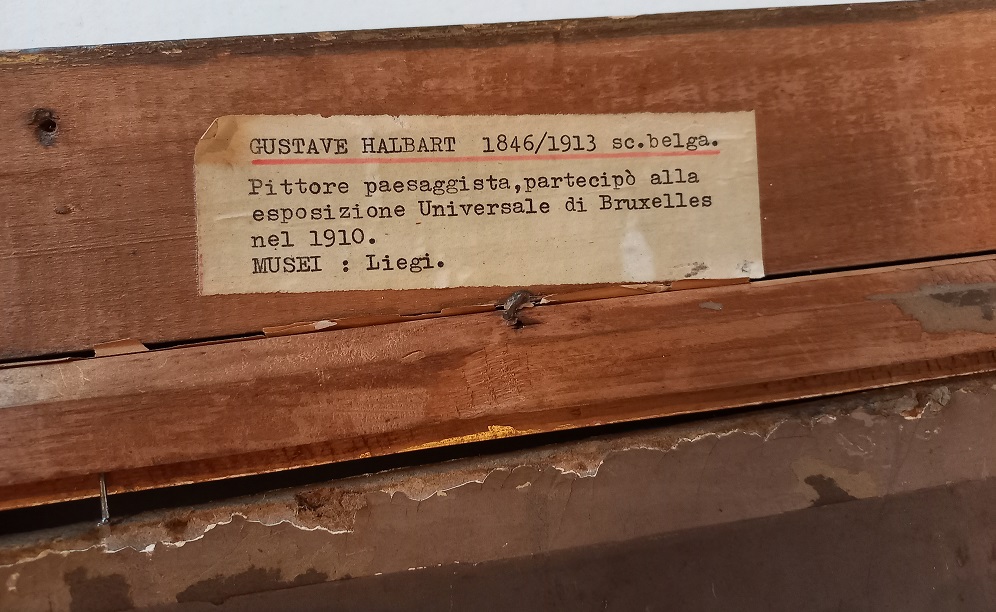 GUSTAVE HALBART 1846/1913 sc.belga.
Pittore paesaggista,partecipò alla
esposizione Universale di Bruxelles
nel 1910.
MUSEI : Liegi.